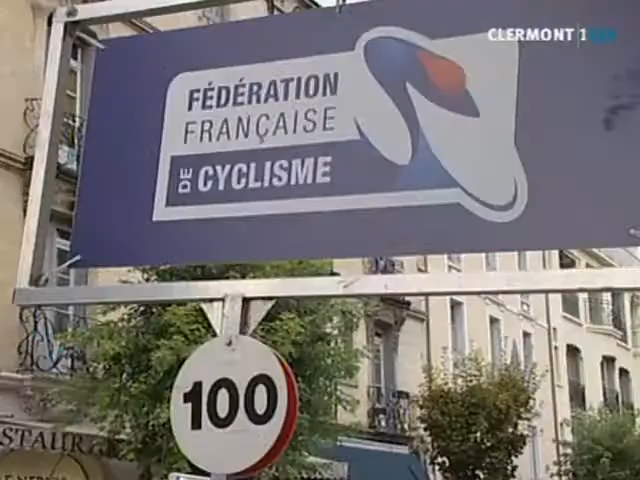 CLERMONT 1
FÉDÉRATION
FRANÇAISE
DE CYCLISME
100